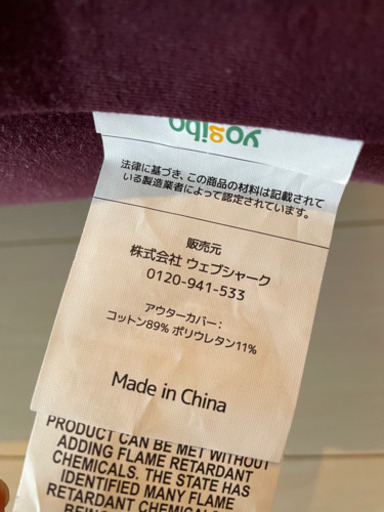 yogibo
法律に基づき、この商品の材料は記載されて
いる製造業者によって認定されています。
販売元
株式会社 ウェブシャーク
0120-941-533
アウターカバー：
コットン89% ポリウレタン11%
Made in China
PRODUCT CAN BE MET WITHOUT
ADDING FLAME RETARDANT
CHEMICALS. THE STATE HAS
IDENTIFIED MANY FLAME
RETARDANT CHEMICALS